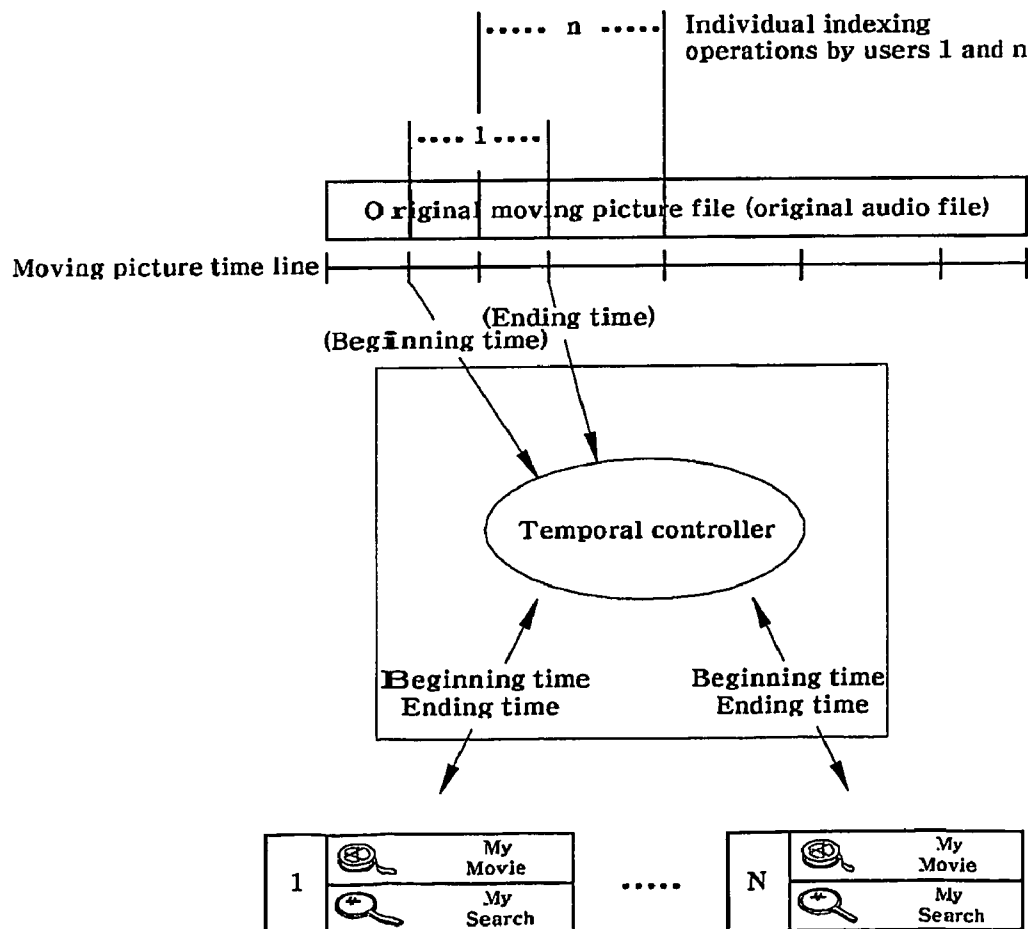 ..... n .....
Individual indexing
operations by users 1 and n
.... 1 ....
Original moving picture file (original audio file)
Moving picture time line
(Ending time)
(Beginning time)
Temporal controller
Beginning time
Ending time
Beginning time
Ending time
1
My
Movie
My
Search
.....
N
My
Movie
My
Search